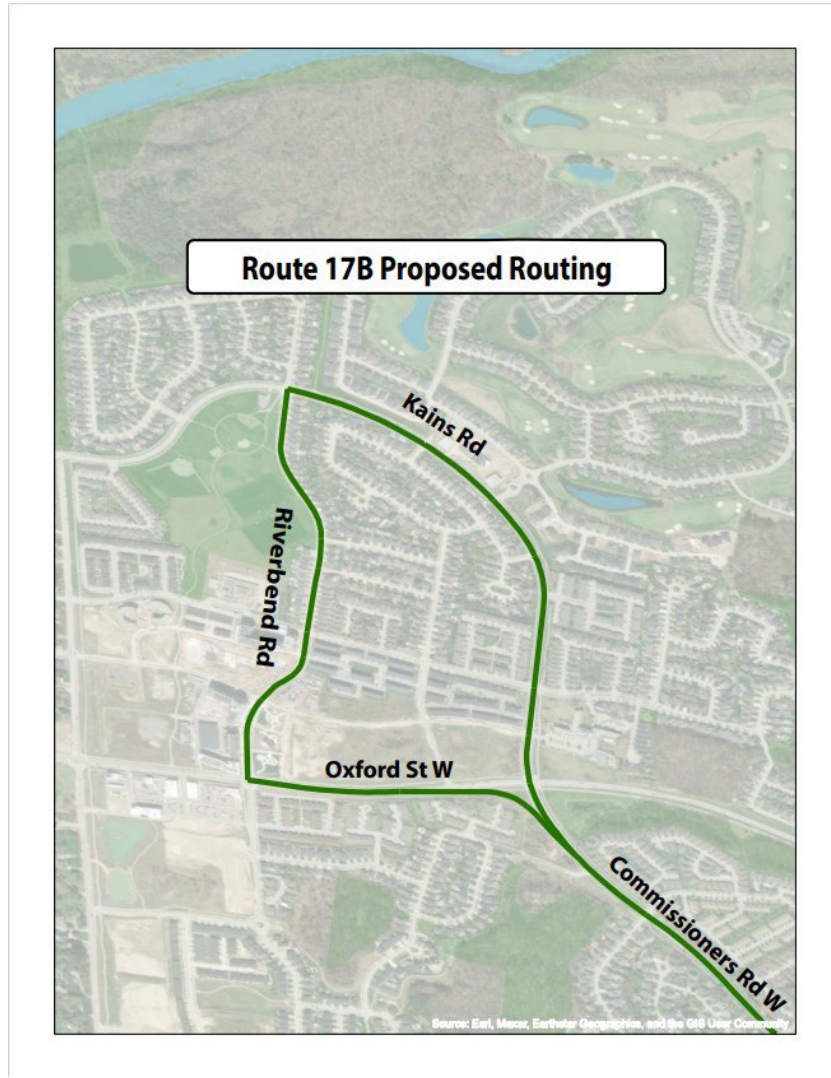 Route 17B Proposed Routing
Kains Rd
Riverbend Rd
Oxford St W
Commissioners Rd W
Source: Esri, Maxar, Earthstar Geographics, and the GIS User Community